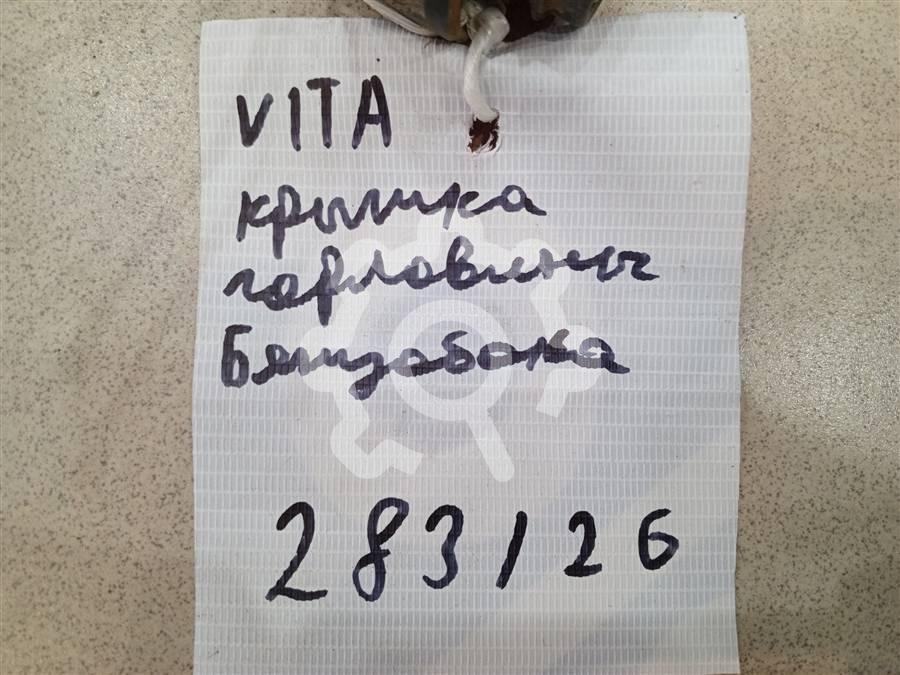 VITA
крышка
горловины
бензобака
283126